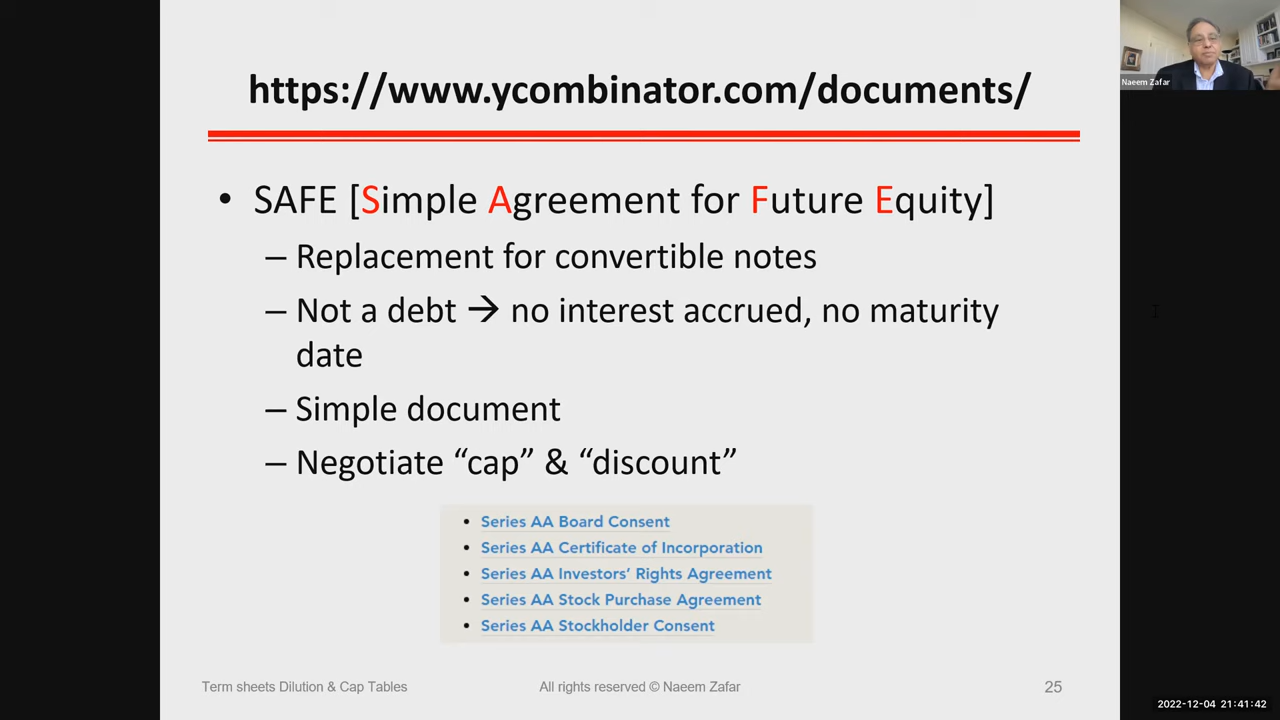 https://www.ycombinator.com/documents/
Naeem Zafar
• SAFE [Simple Agreement for Future Equity]
– Replacement for convertible notes
– Not a debt → no interest accrued, no maturity
date
– Simple document
– Negotiate “cap” & “discount”
• Series AA Board Consent
• Series AA Certificate of Incorporation
• Series AA Investors’ Rights Agreement
• Series AA Stock Purchase Agreement
• Series AA Stockholder Consent
Term sheets Dilution & Cap Tables
All rights reserved © Naeem Zafar
25
2022-12-04 21:41:42